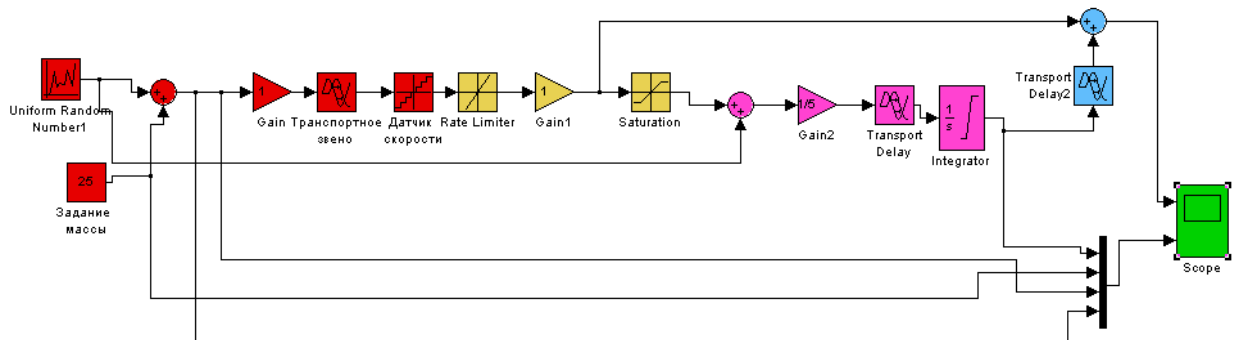 Uniform Random
Number1
+
+
25
Задание
массы
1
Gain
Транспортное
звено
Датчик
скорости
Rate Limiter
1
Gain1
Saturation
+
+
1/5
Gain2
Transport
Delay
1
s
Integrator
+
+
Transport
Delay2
Scope